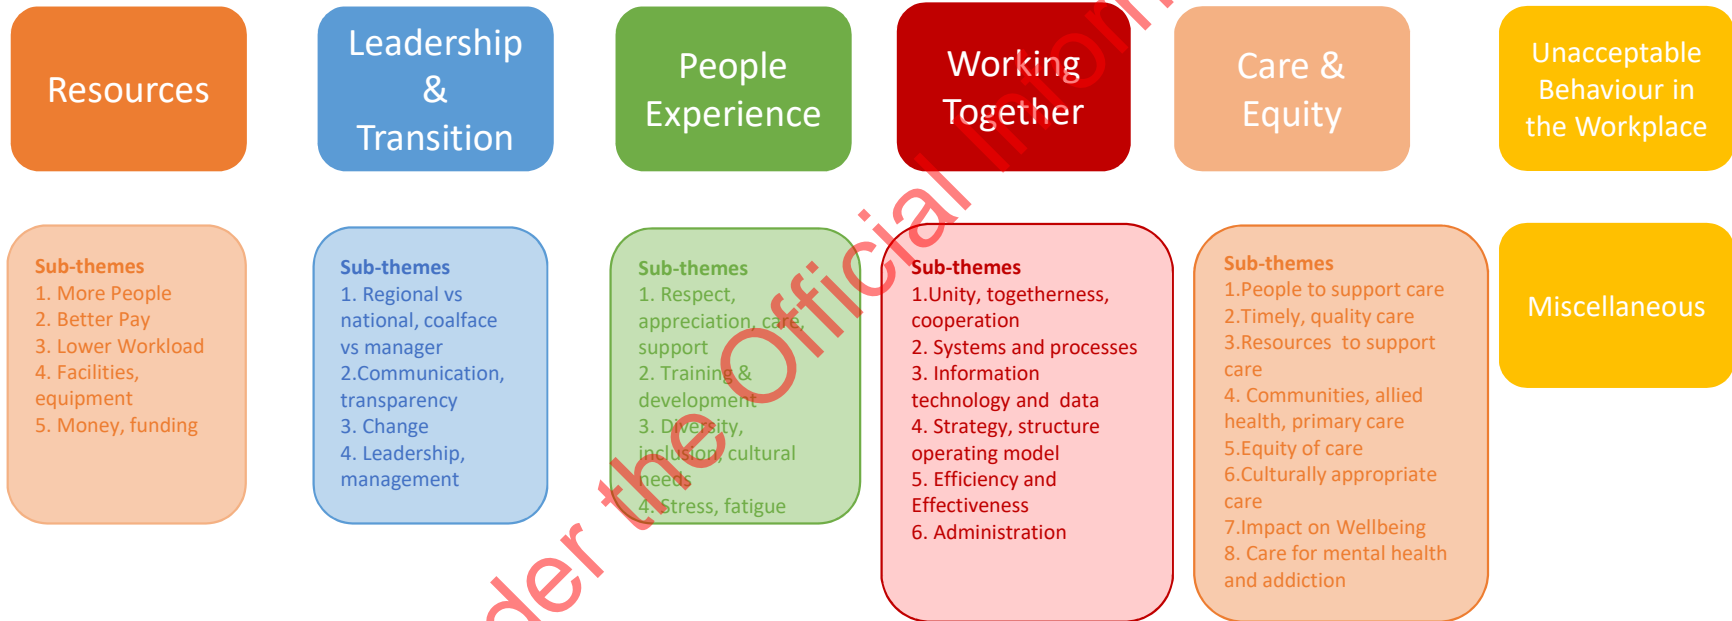 Resources
Leadership
&
Transition
People
Experience
Working
Together
Care &
Equity
Unacceptable
Behaviour in
the Workplace
Sub-themes
1. More People
2. Better Pay
3. Lower Workload
4. Facilities,
equipment
5. Money, funding
Sub-themes
1. Regional vs
national, coalface
vs manager
2.Communication,
transparency
3. Change
4. Leadership,
management
Sub-themes
1. Respect,
appreciation, care,
support
2. Training &
development
3. Diversity,
inclusion, cultural
needs
4. Stress, fatigue
Sub-themes
1.Unity, togetherness,
cooperation
2. Systems and processes
3. Information
technology and data
4. Strategy, structure
operating model
5. Efficiency and
Effectiveness
6. Administration
Sub-themes
1.People to support care
2.Timely, quality care
3.Resources to support
care
4. Communities, allied
health, primary care
5.Equity of care
6.Culturally appropriate
care
7.Impact on Wellbeing
8. Care for mental health
and addiction
Miscellaneous
the Official